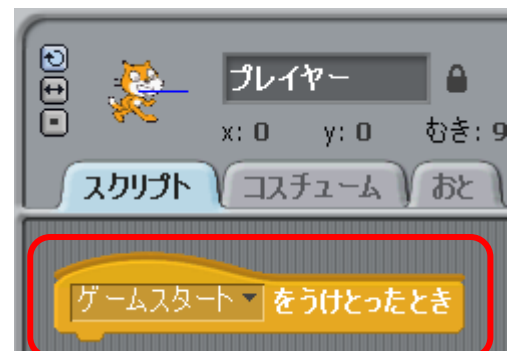 プレイヤー
x: 0 y: 0 むき: 9
スクリプト コスチューム おと
ゲームスタート をうけとったとき